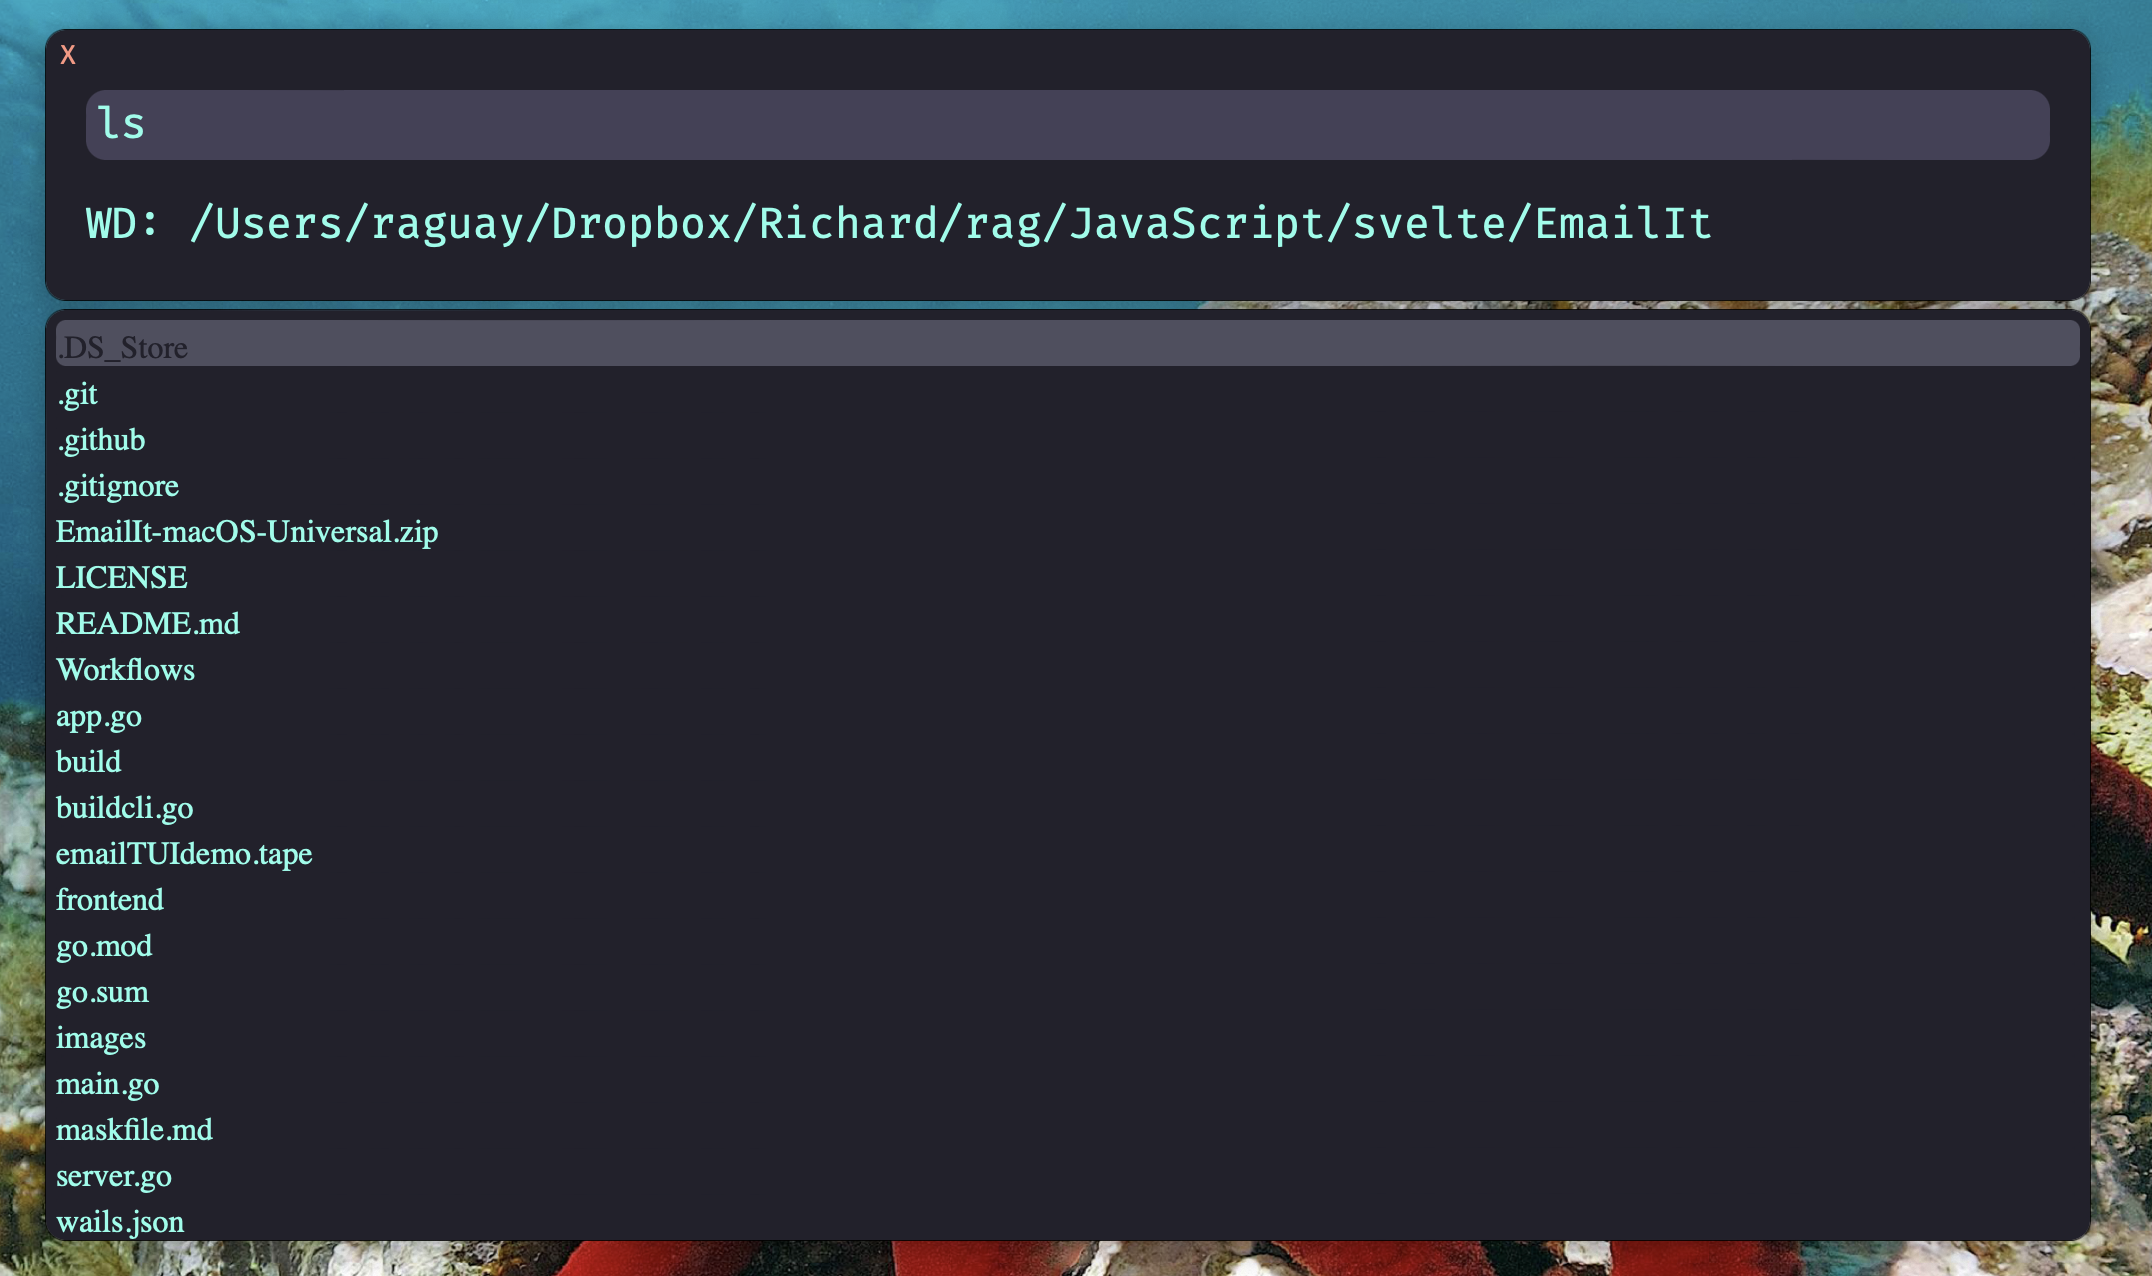 X
ls
WD: /Users/raguay/Dropbox/Richard/rag/JavaScript/svelte/EmailIt
.DS_Store
.git
.github
.gitignore
EmailIt-macOS-Universal.zip
LICENSE
README.md
Workflows
app.go
build
buildcli.go
emailTUIdemo.tape
frontend
go.mod
go.sum
images
main.go
maskfile.md
server.go
wails.json